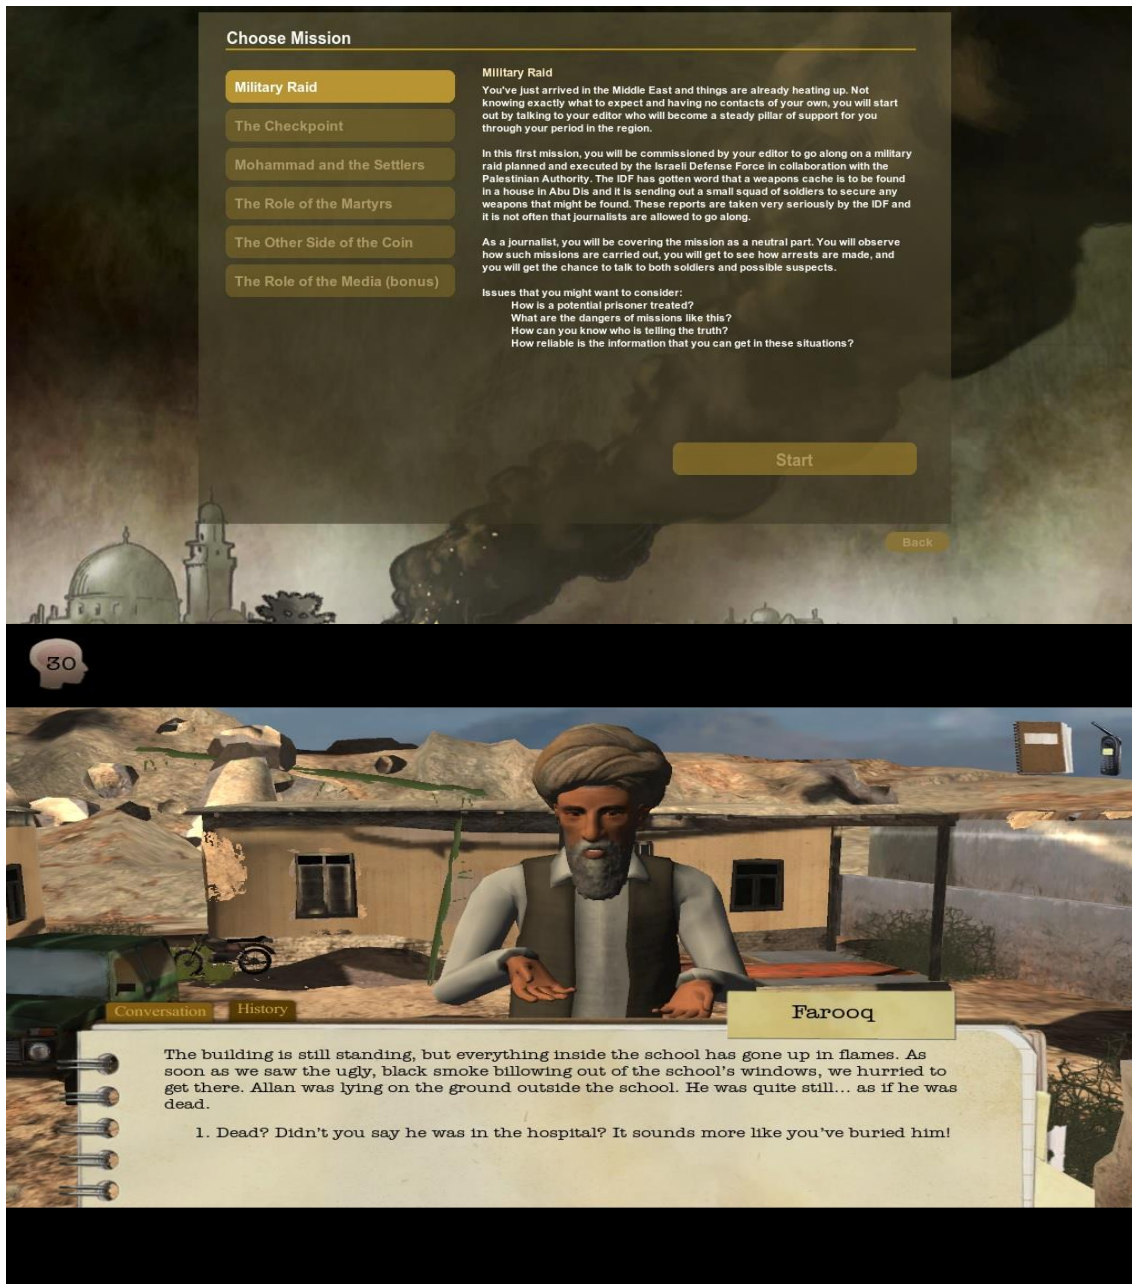 Choose Mission
Military Raid
The Checkpoint
Mohammad and the Settlers
The Role of the Martyrs
The Other Side of the Coin
The Role of the Media (bonus)
Military Raid
You've just arrived in the Middle East and things are already heating up. Not
knowing exactly what to expect and having no contacts of your own, you will start
out by talking to your editor who will become a steady pillar of support for you
through your period in the region.
In this first mission, you will be commissioned by your editor to go along on a military
raid planned and executed by the Israeli Defense Force in collaboration with the
Palestinian Authority. The IDF has gotten word that a weapons cache is to be found
in a house in Abu Dis and it is sending out a small squad of soldiers to secure any
weapons that might be found. These reports are taken very seriously by the IDF and
it is not often that journalists are allowed to go along.
As a journalist, you will be covering the mission as a neutral part. You will observe
how such missions are carried out, you will get to see how arrests are made, and
you will get the chance to talk to both soldiers and possible suspects.
Issues that you might want to consider:
How is a potential prisoner treated?
What are the dangers of missions like this?
How can you know who is telling the truth?
How reliable is the information that you can get in these situations?
Start
Back
30
Conversation
History
Farooq
The building is still standing, but everything inside the school has gone up in flames. As
soon as we saw the ugly, black smoke billowing out of the school's windows, we hurried to
get there. Allan was lying on the ground outside the school. He was quite still... as if he was
dead.
1. Dead? Didn't you say he was in the hospital? It sounds more like you've buried him!